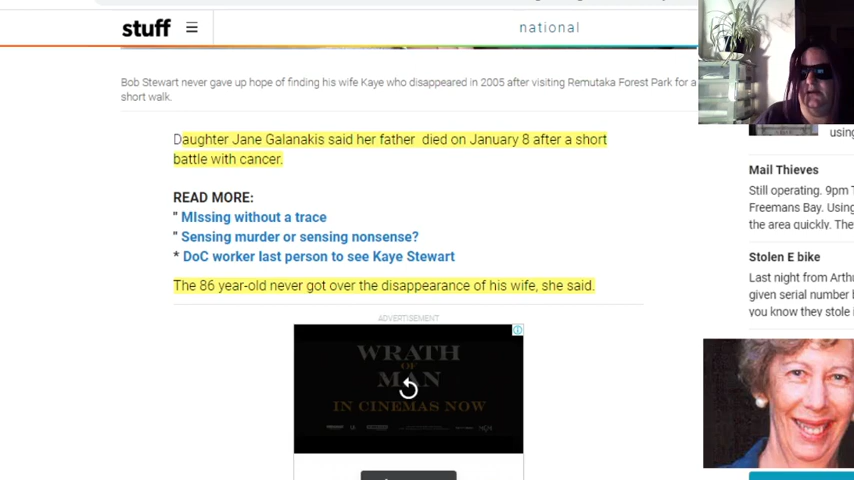 stuff
national
Bob Stewart never gave up hope of finding his wife Kaye who disappeared in 2005 after visiting Remutaka Forest Park for a
short walk.
using
Daughter Jane Galanakis said her father died on January 8 after a short
battle with cancer.
READ MORE:
" MIssing without a trace
" Sensing murder or sensing nonsense?
* DoC worker last person to see Kaye Stewart
The 86 year-old never got over the disappearance of his wife, she said.
ADVERTISEMENT
WRATH
OF
MAN
IN CINEMAS NOW
Mail Thieves
Still operating. 9pm T
Freemans Bay. Using
the area quickly. The
Stolen E bike
Last night from Arthu
given serial number b
you know they stole i